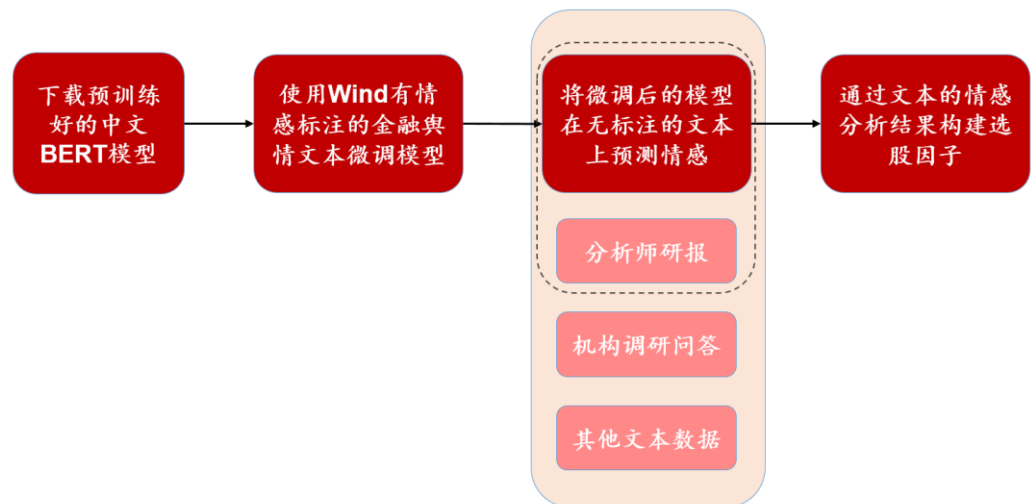 下载预训练
好的中文
BERT模型
使用Wind有情
感标注的金融舆
情文本微调模型
将微调后的模型
在无标注的文本
上预测情感
分析师研报
机构调研问答
其他文本数据
通过文本的情感
分析结果构建选
股因子